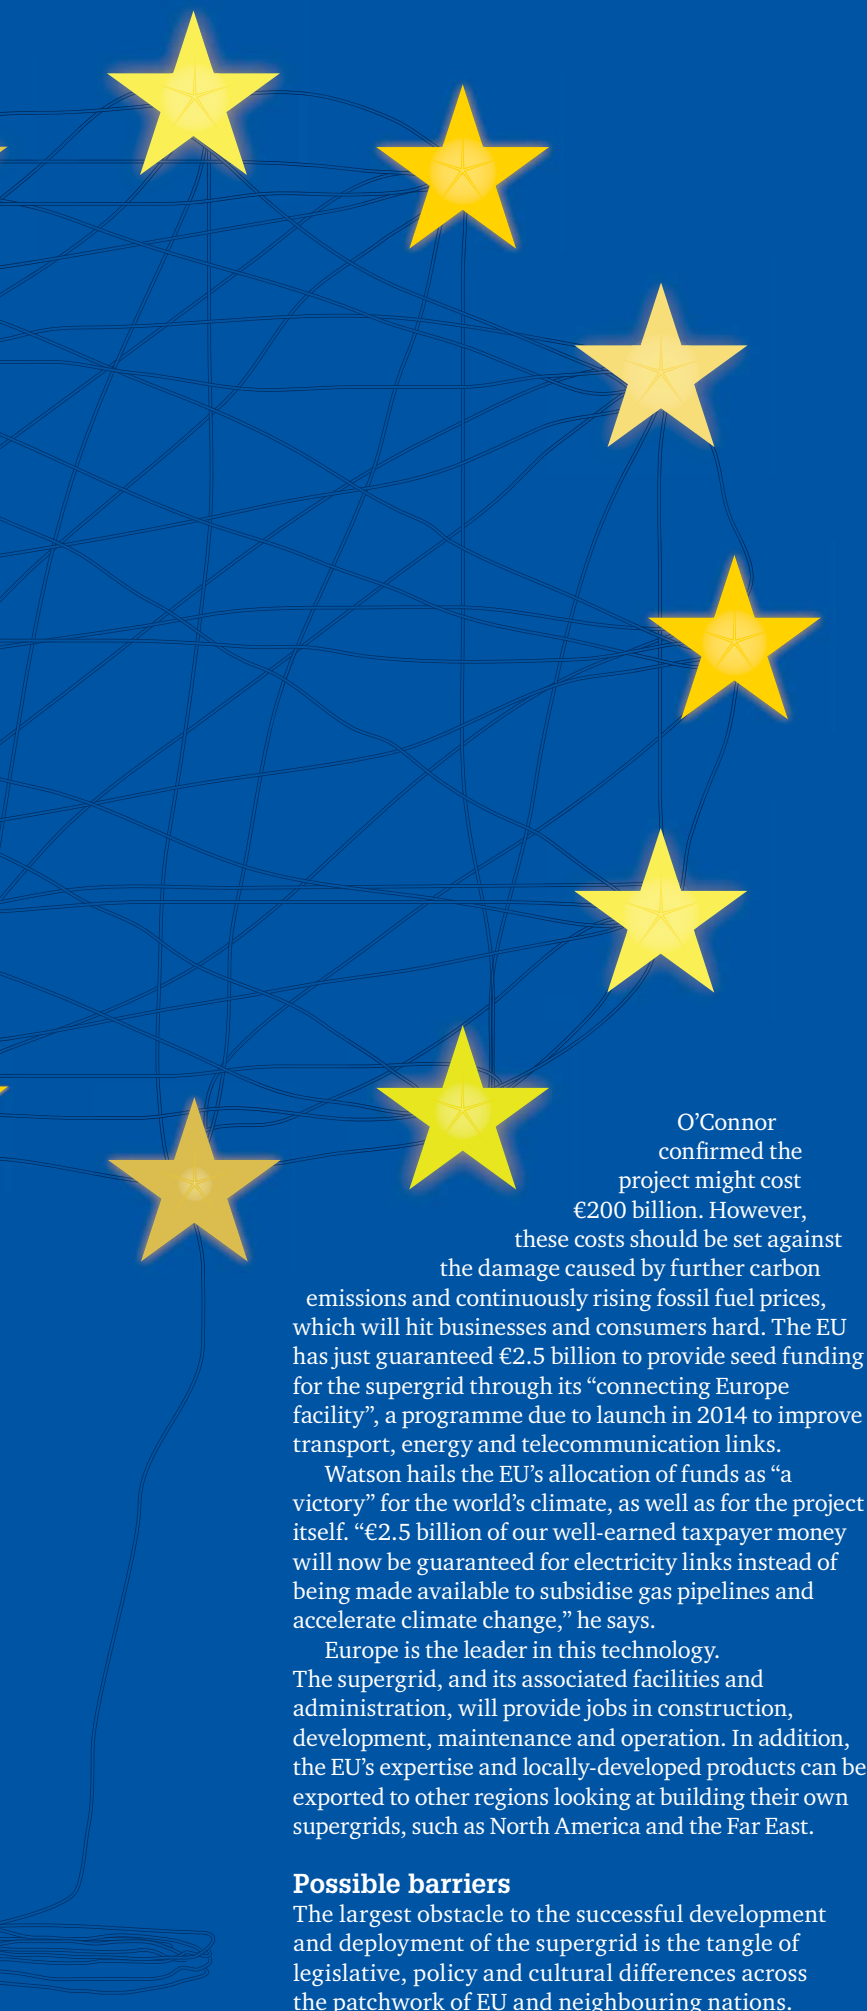 O’Connor
confirmed the
project might cost
€200 billion. However,
these costs should be set against
the damage caused by further carbon
emissions and continuously rising fossil fuel prices,
which will hit businesses and consumers hard. The EU
has just guaranteed €2.5 billion to provide seed funding
for the supergrid through its “connecting Europe
facility”, a programme due to launch in 2014 to improve
transport, energy and telecommunication links.
Watson hails the EU’s allocation of funds as “a
victory” for the world’s climate, as well as for the project
itself. “€2.5 billion of our well-earned taxpayer money
will now be guaranteed for electricity links instead of
being made available to subsidise gas pipelines and
accelerate climate change,” he says.
Europe is the leader in this technology.
The supergrid, and its associated facilities and
administration, will provide jobs in construction,
development, maintenance and operation. In addition,
the EU’s expertise and locally-developed products can be
exported to other regions looking at building their own
supergrids, such as North America and the Far East.
Possible barriers
The largest obstacle to the successful development
and deployment of the supergrid is the tangle of
legislative, policy and cultural differences across
the patchwork of EU and neighbouring nations.